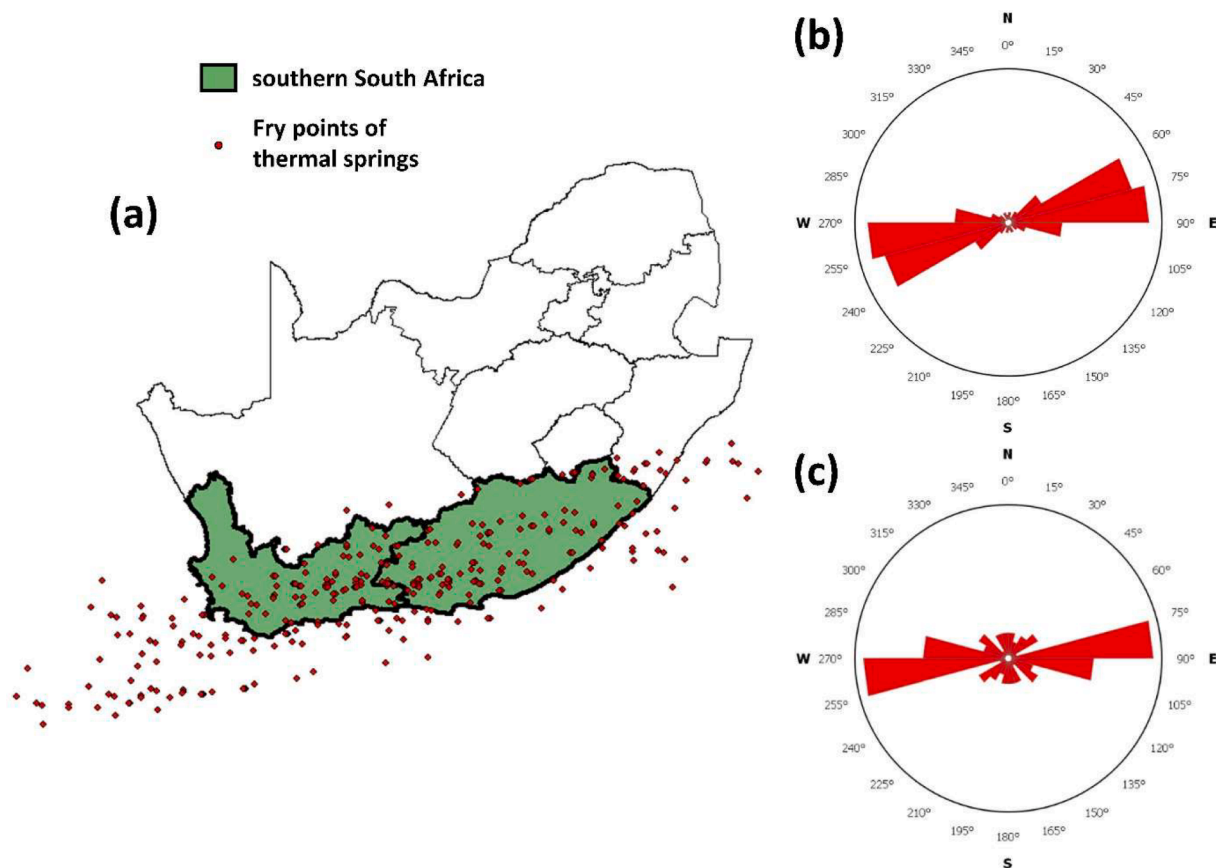 southern South Africa
Fry points of
thermal springs
(a)
(b)
N
0°
345° 15°
330° 30°
315° 45°
300° 60°
285° 75°
W 270° 90° E
255° 105°
240° 120°
225° 135°
210° 150°
195° 165°
180°
S
(c)
N
0°
345° 15°
330° 30°
315° 45°
300° 60°
285° 75°
W 270° 90° E
255° 105°
240° 120°
225° 135°
210° 150°
195° 165°
180°
S